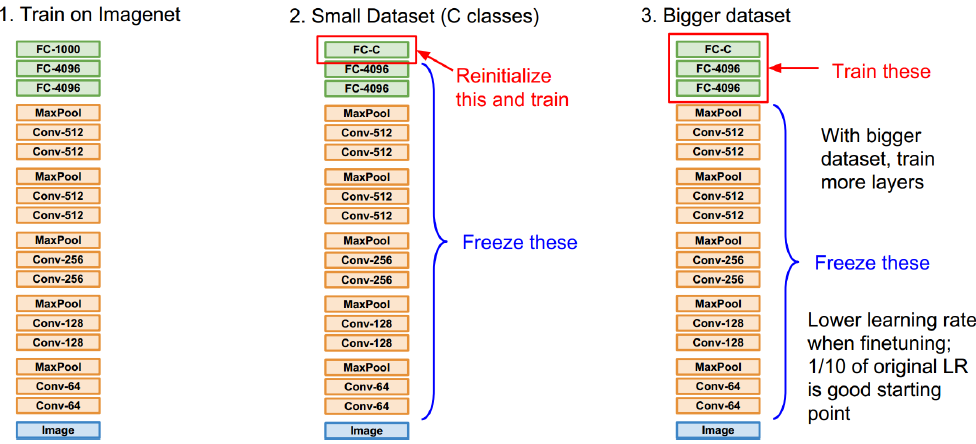 1. Train on Imagenet
FC-1000
FC-4096
FC-4096
MaxPool
Conv-512
Conv-512
MaxPool
Conv-512
Conv-512
MaxPool
Conv-256
Conv-256
MaxPool
Conv-128
Conv-128
MaxPool
Conv-64
Conv-64
Image
2. Small Dataset (C classes)
FC-C
FC-4096
FC-4096
MaxPool
Conv-512
Conv-512
MaxPool
Conv-512
Conv-512
MaxPool
Conv-256
Conv-256
MaxPool
Conv-128
Conv-128
MaxPool
Conv-64
Conv-64
Image
Reinitialize
this and train
Freeze these
3. Bigger dataset
FC-C
FC-4096
FC-4096
MaxPool
Conv-512
Conv-512
MaxPool
Conv-512
Conv-512
MaxPool
Conv-256
Conv-256
MaxPool
Conv-128
Conv-128
MaxPool
Conv-64
Conv-64
Image
Train these
With bigger
dataset, train
more layers
Freeze these
Lower learning rate
when finetuning;
1/10 of original LR
is good starting
point